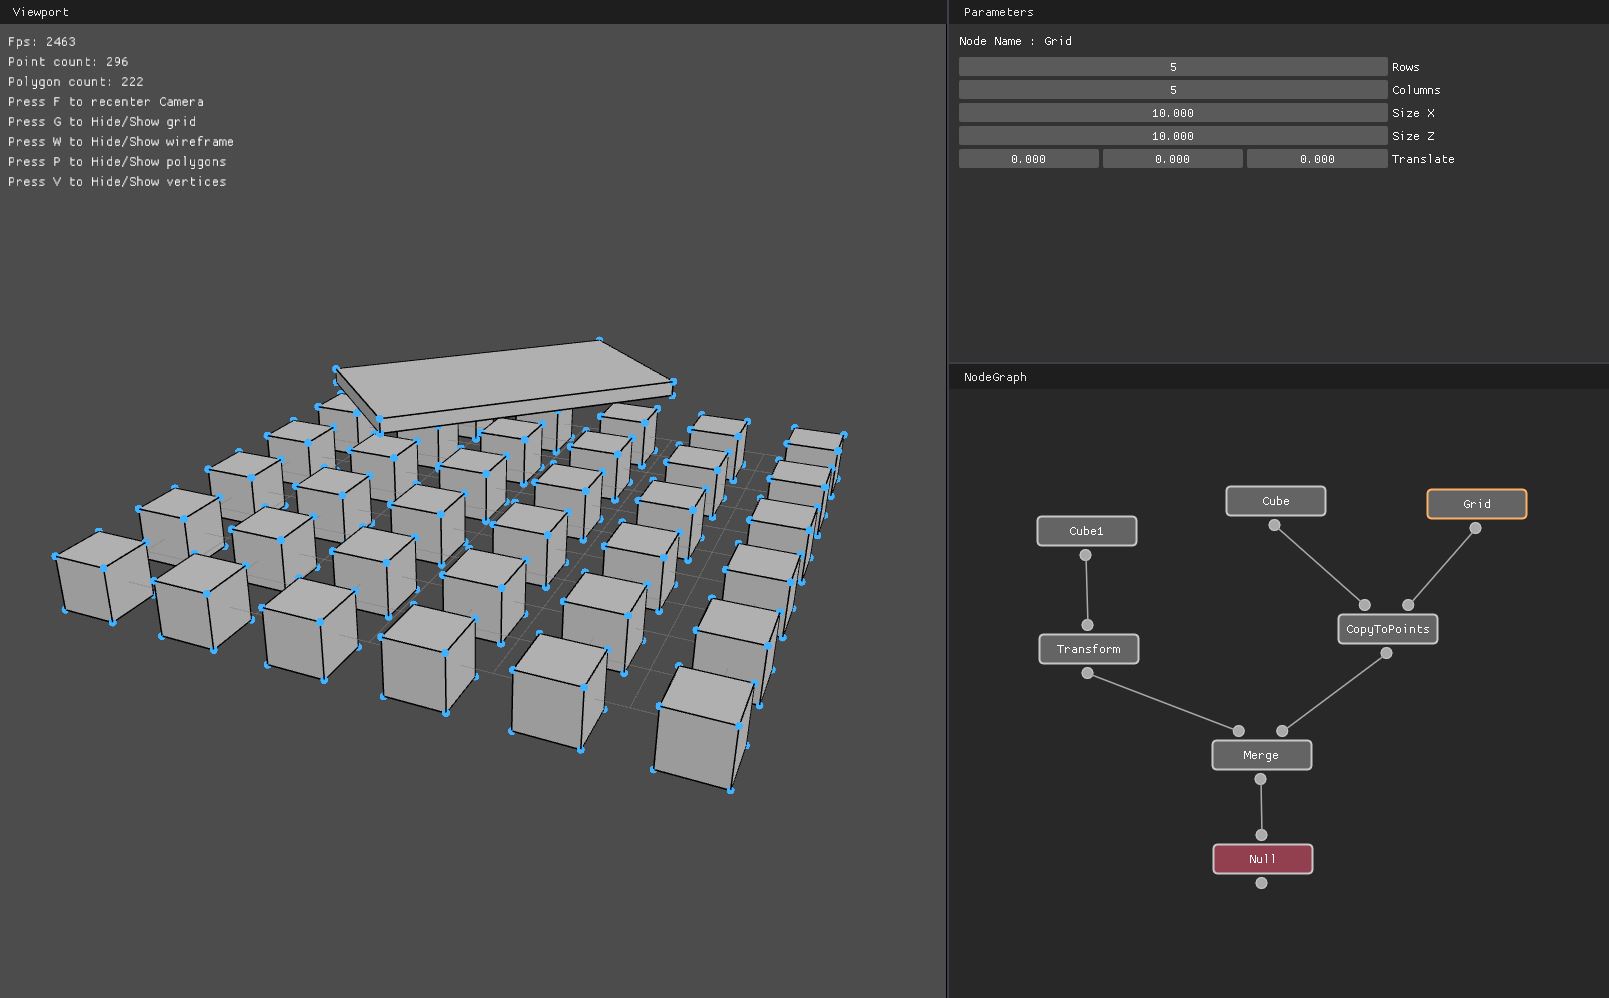 Viewport
Fps: 2463
Point count: 296
Polygon count: 222
Press F to recenter Camera
Press G to Hide/Show grid
Press W to Hide/Show wireframe
Press P to Hide/Show polygons
Press V to Hide/Show vertices
Parameters
Node Name : Grid
5 Rows
5 Columns
10.000 Size X
10.000 Size Z
0.000 0.000 0.000 Translate
NodeGraph
Cube
Grid
Cube1
CopyToPoints
Transform
Merge
Null